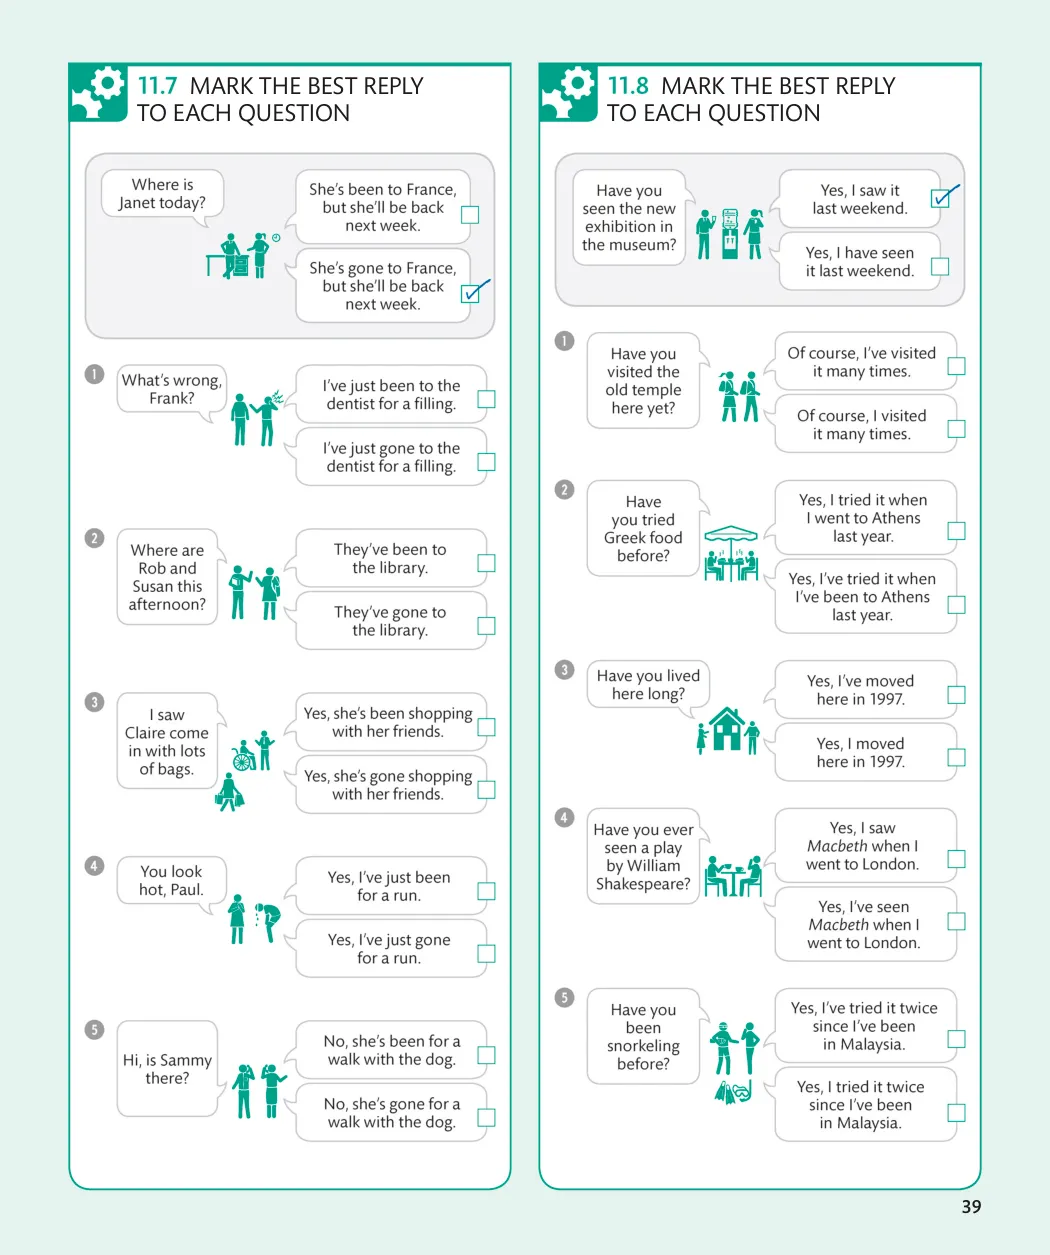 11.7 MARK THE BEST REPLY
TO EACH QUESTION
Where is
Janet today?
She's been to France,
but she'll be back
next week.
She's gone to France,
but she'll be back
next week.
1
What's wrong,
Frank?
I've just been to the
dentist for a filling.
I've just gone to the
dentist for a filling.
2
Where are
Rob and
Susan this
afternoon?
They've been to
the library.
They've gone to
the library.
3
I saw
Claire come
in with lots
of bags.
Yes, she's been shopping
with her friends.
Yes, she's gone shopping
with her friends.
4
You look
hot, Paul.
Yes, I've just been
for a run.
Yes, I've just gone
for a run.
5
Hi, is Sammy
there?
No, she's been for a
walk with the dog.
No, she's gone for a
walk with the dog.
11.8 MARK THE BEST REPLY
TO EACH QUESTION
Have you
seen the new
exhibition in
the museum?
Yes, I saw it
last weekend.
Yes, I have seen
it last weekend.
1
Have you
visited the
old temple
here yet?
Of course, I've visited
it many times.
Of course, I visited
it many times.
2
Have
you tried
Greek food
before?
Yes, I tried it when
I went to Athens
last year.
Yes, I've tried it when
I've been to Athens
last year.
3
Have you lived
here long?
Yes, I've moved
here in 1997.
Yes, I moved
here in 1997.
4
Have you ever
seen a play
by William
Shakespeare?
Yes, I saw
Macbeth when I
went to London.
Yes, I've seen
Macbeth when I
went to London.
5
Have you
been
snorkeling
before?
Yes, I've tried it twice
since I've been
in Malaysia.
Yes, I tried it twice
since I've been
in Malaysia.
39